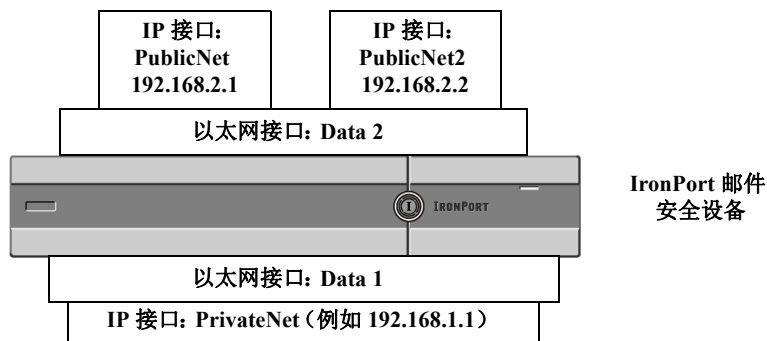 IP 接口:
PublicNet
192.168.2.1
IP 接口:
PublicNet2
192.168.2.2
以太网接口: Data 2
IRONPORT
IronPort 邮件
安全设备
以太网接口: Data 1
IP 接口: PrivateNet（例如 192.168.1.1）